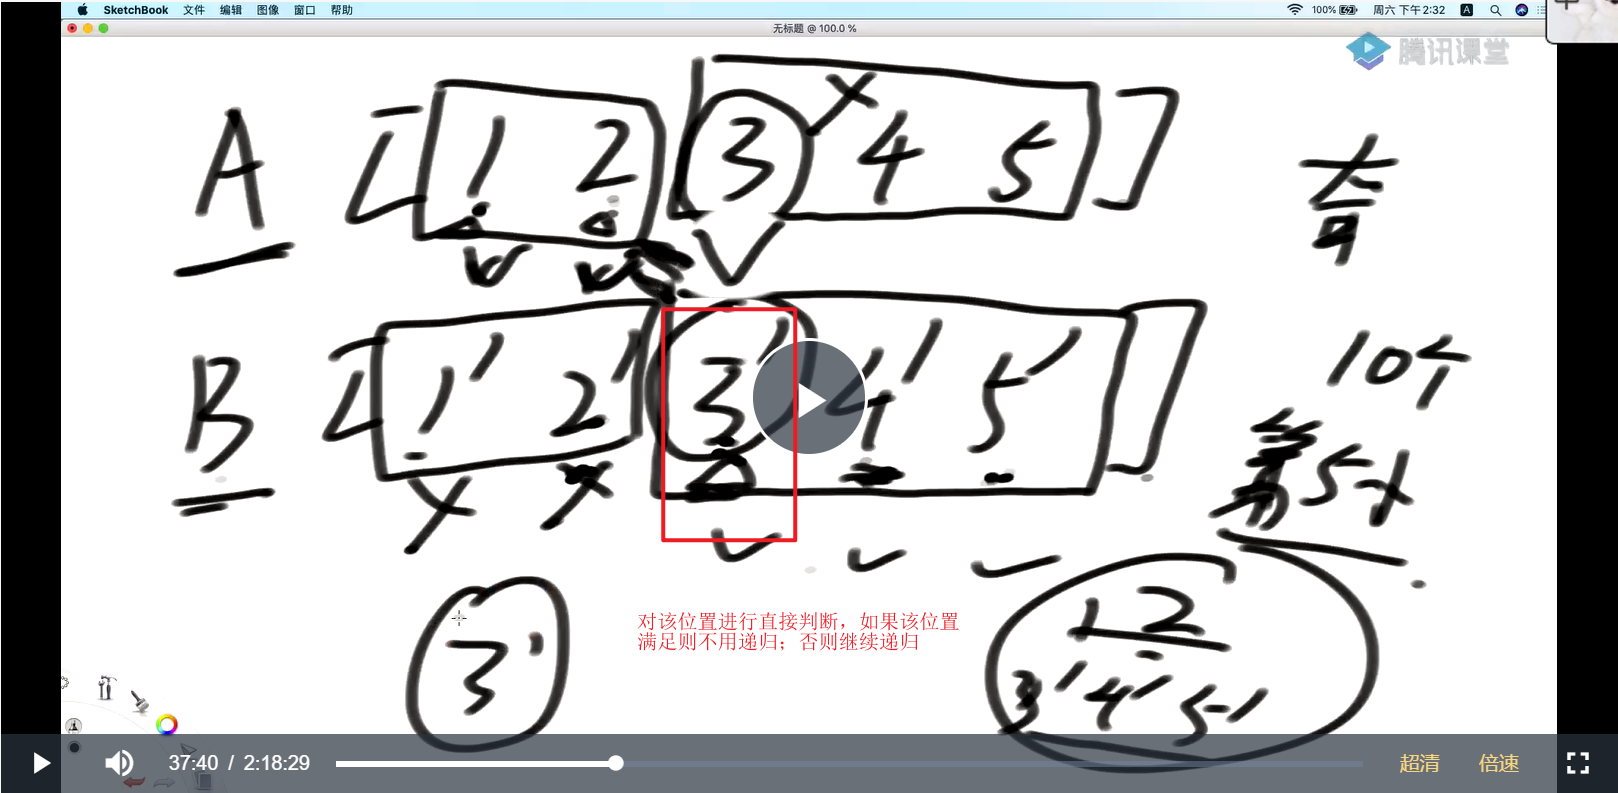 SketchBook 文件 编辑 图像 窗口 帮助 100% 周六 下午2:32
无标题 @ 100.0 %
腾讯课堂
A [ 1 2 3 4 5 ]
B [ 1' 2' 3' 4' 5' ]
10个
第5小
对该位置进行直接判断，如果该位置
满足则不用递归；否则继续递归
1 2
3' 4' 5'
3'
37:40 / 2:18:29 超清 倍速